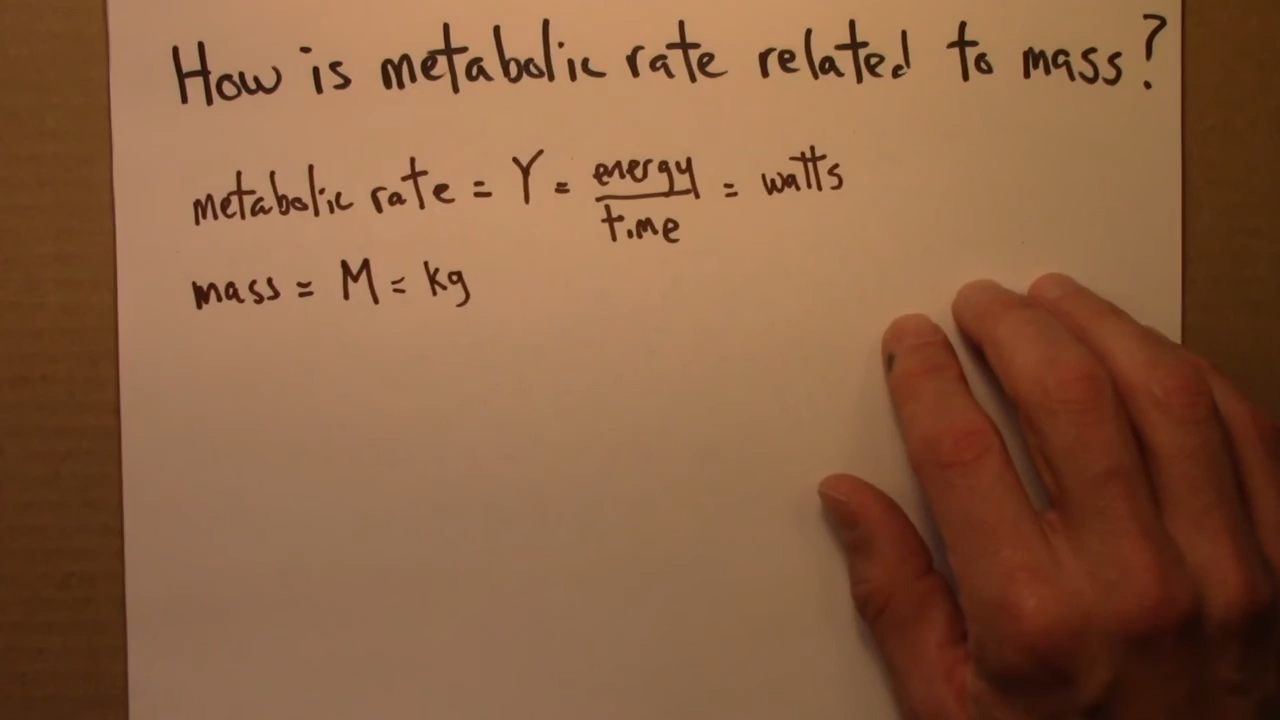 How is metabolic rate related to mass?
metabolic rate = Y = energy/time = watts
mass = M = kg